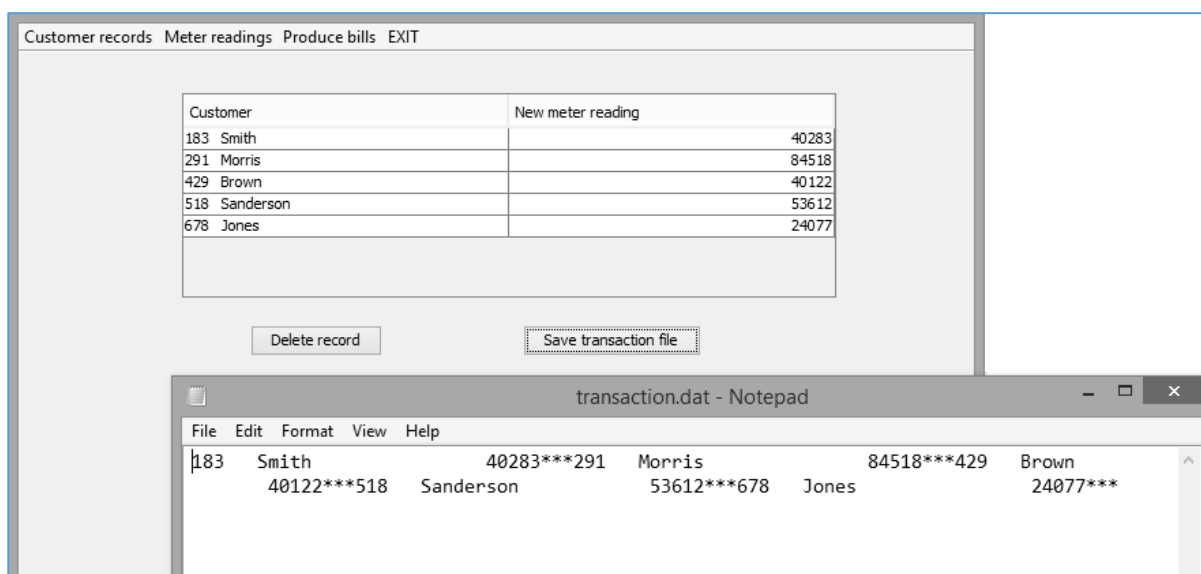 Customer records Meter readings Produce bills EXIT
Customer New meter reading
183 Smith 40283
291 Morris 84518
429 Brown 40122
518 Sanderson 53612
678 Jones 24077
Delete record Save transaction file
transaction.dat - Notepad
File Edit Format View Help
183 Smith 40283***291 Morris 84518***429 Brown
40122***518 Sanderson 53612***678 Jones 24077***